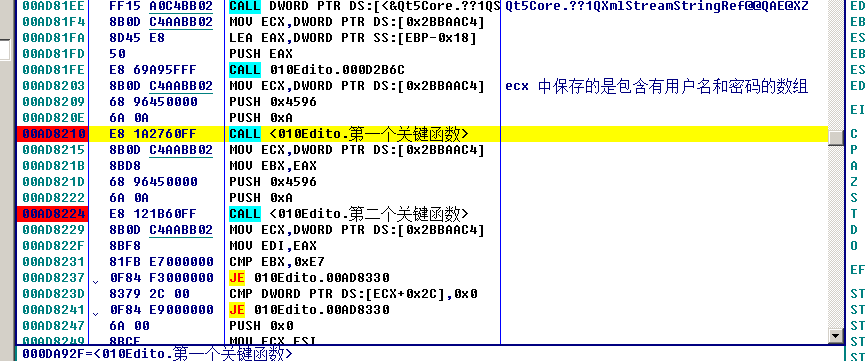 00AD81EE FF15 A0C4BB02 CALL DWORD PTR DS:[<&Qt5Core.??1QS Qt5Core.??1QXmlStreamStringRef@@QAE@XZ ED
00AD81F4 8B0D C4AABB02 MOV ECX,DWORD PTR DS:[0x2BBAAC4] EB
00AD81FA 8D45 E8 LEA EAX,DWORD PTR SS:[EBP-0x18] ES
00AD81FD 50 PUSH EAX EB
00AD81FE E8 69A95FFF CALL 010Edito.000D2B6C ES
00AD8203 8B0D C4AABB02 MOV ECX,DWORD PTR DS:[0x2BBAAC4] ecx 中保存的是包含有用户名和密码的数组 ED
00AD8209 68 96450000 PUSH 0x4596
00AD820E 6A 0A PUSH 0xA EI
00AD8210 E8 1A2760FF CALL <010Edito.第一个关键函数> C
00AD8215 8B0D C4AABB02 MOV ECX,DWORD PTR DS:[0x2BBAAC4] P
00AD821B 8BD8 MOV EBX,EAX A
00AD821D 68 96450000 PUSH 0x4596 Z
00AD8222 6A 0A PUSH 0xA S
00AD8224 E8 121B60FF CALL <010Edito.第二个关键函数> T
00AD8229 8B0D C4AABB02 MOV ECX,DWORD PTR DS:[0x2BBAAC4] D
00AD822F 8BF8 MOV EDI,EAX O
00AD8231 81FB E7000000 CMP EBX,0xE7
00AD8237 0F84 F3000000 JE 010Edito.00AD8330 EF
00AD823D 8379 2C 00 CMP DWORD PTR DS:[ECX+0x2C],0x0 ST
00AD8241 0F84 E9000000 JE 010Edito.00AD8330 ST
00AD8247 6A 00 PUSH 0x0 ST
00AD8249 8BCE MOV ECX,ESI ST
000DA92F=<010Edito.第一个关键函数> ST